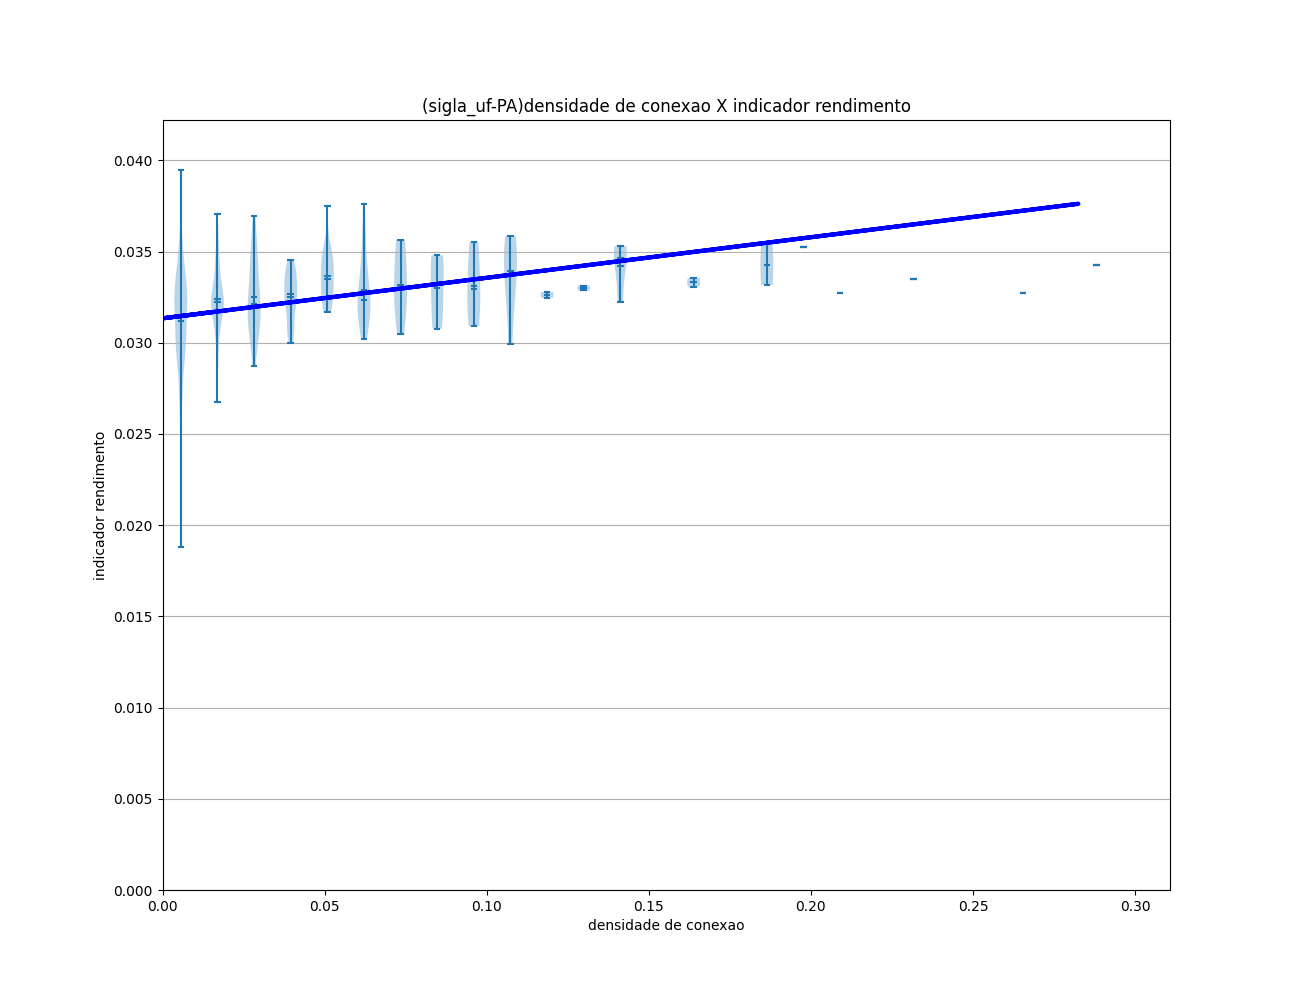 (sigla_uf-PA)densidade de conexao X indicador rendimento
0.040
0.035
0.030
0.025
0.020
0.015
0.010
0.005
0.000
indicador rendimento
0.00 0.05 0.10 0.15 0.20 0.25 0.30
densidade de conexao